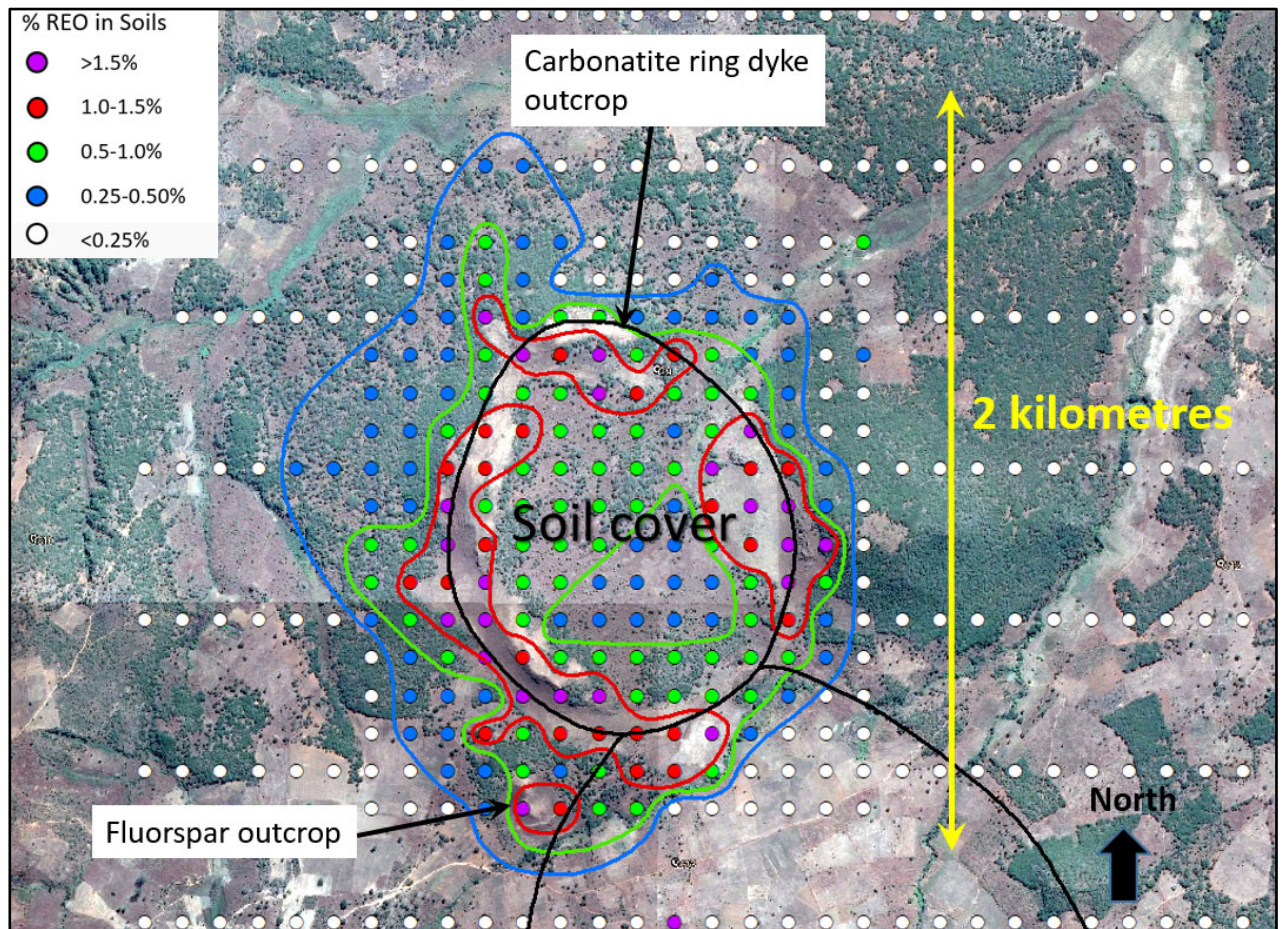 % REO in Soils
>1.5%
1.0-1.5%
0.5-1.0%
0.25-0.50%
<0.25%
Carbonatite ring dyke
outcrop
2 kilometres
Soil cover
North
Fluorspar outcrop